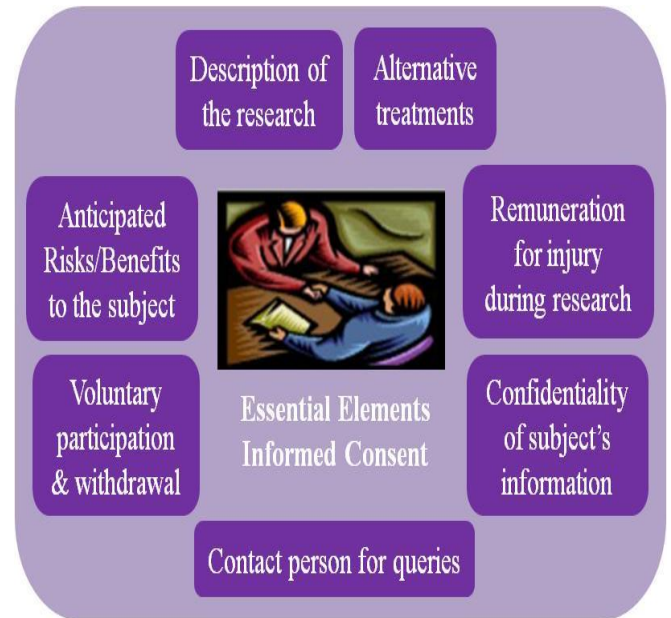 Description of
the research
Alternative
treatments
Anticipated
Risks/Benefits
to the subject
Remuneration
for injury
during research
Voluntary
participation
& withdrawal
Essential Elements
Informed Consent
Confidentiality
of subject's
information
Contact person for queries